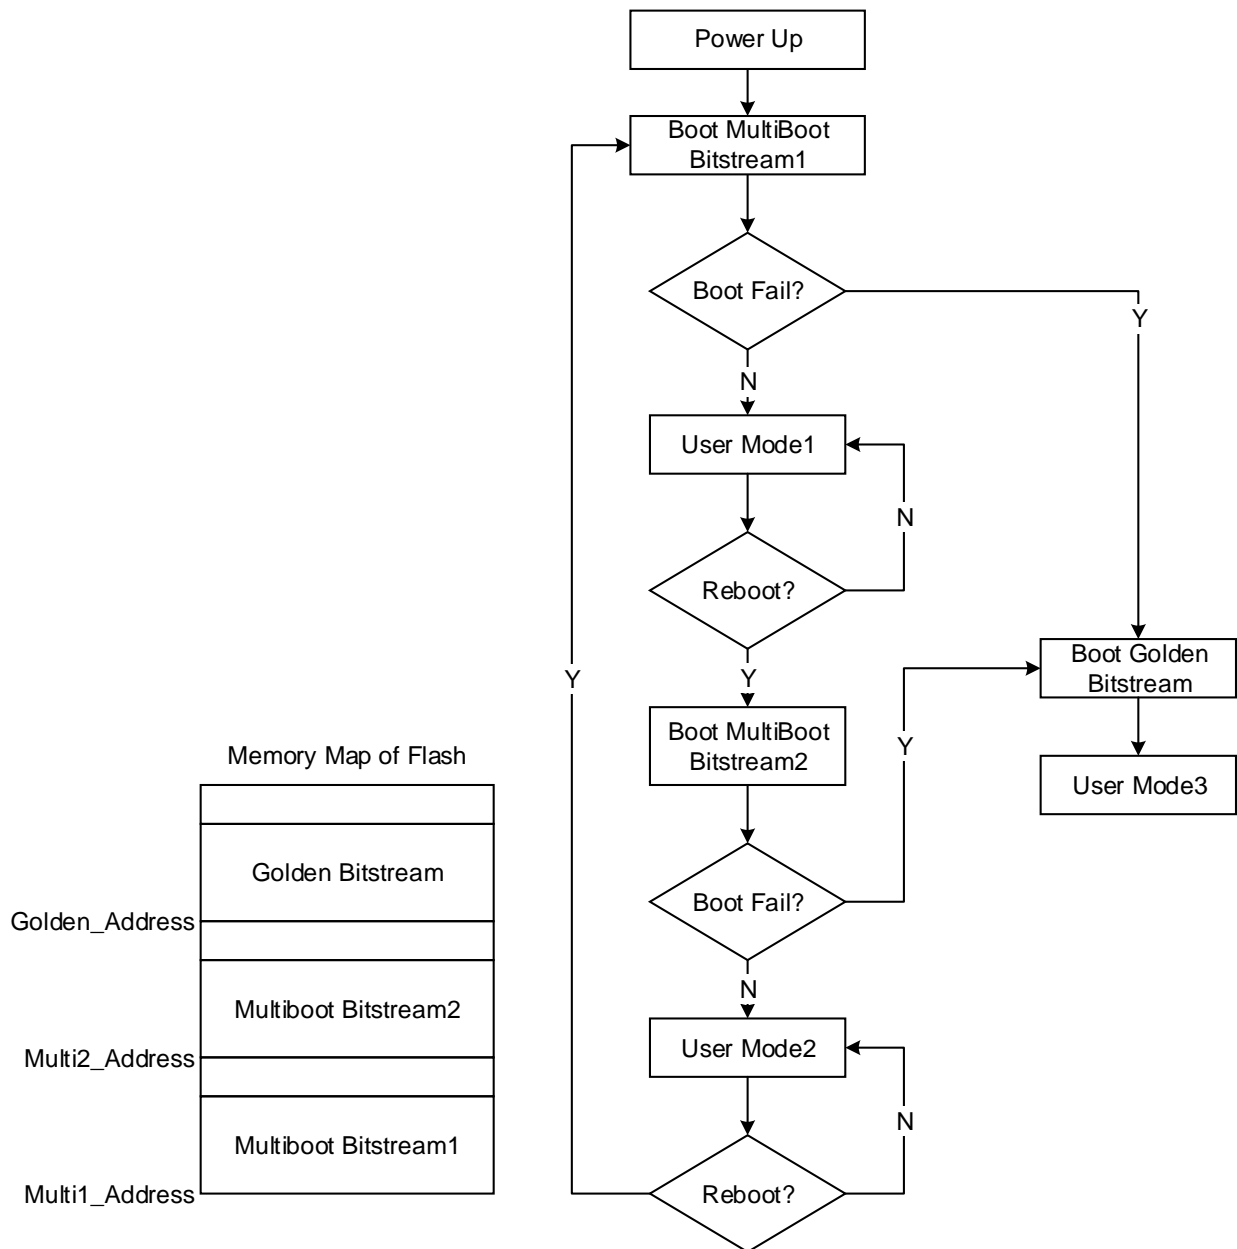 Power Up
Boot MultiBoot
Bitstream1
Boot Fail?
Y
N
User Mode1
N
Reboot?
Y
Y
Boot MultiBoot
Bitstream2
Y
Boot Golden
Bitstream
User Mode3
Boot Fail?
N
User Mode2
N
Reboot?
Memory Map of Flash
Golden Bitstream
Golden_Address
Multiboot Bitstream2
Multi2_Address
Multiboot Bitstream1
Multi1_Address